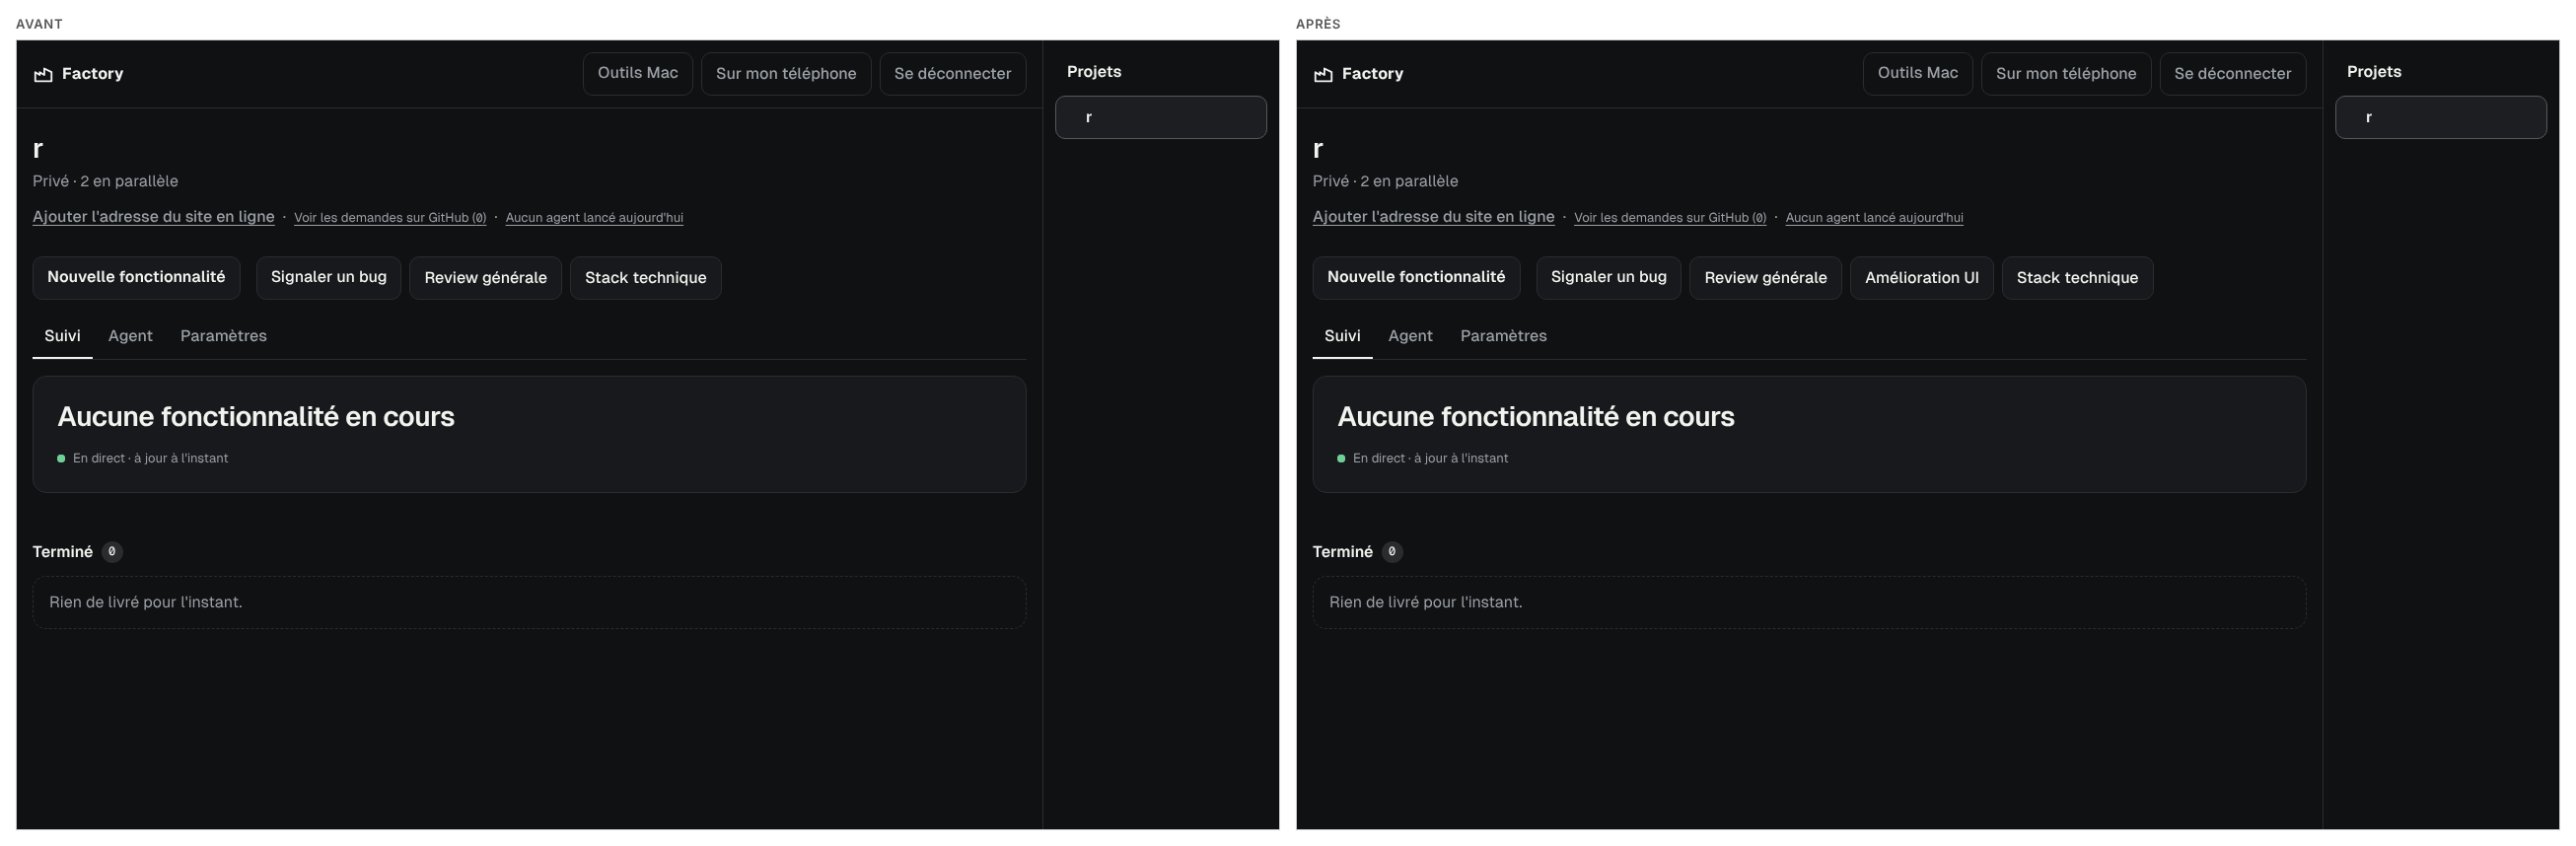 AVANT
Factory
Outils Mac
Sur mon téléphone
Se déconnecter
Projets
r
r
Privé · 2 en parallèle
Ajouter l'adresse du site en ligne · Voir les demandes sur GitHub (0) · Aucun agent lancé aujourd'hui
Nouvelle fonctionnalité
Signaler un bug
Review générale
Stack technique
Suivi
Agent
Paramètres
Aucune fonctionnalité en cours
En direct · à jour à l'instant
Terminé 0
Rien de livré pour l'instant.
APRÈS
Factory
Outils Mac
Sur mon téléphone
Se déconnecter
Projets
r
r
Privé · 2 en parallèle
Ajouter l'adresse du site en ligne · Voir les demandes sur GitHub (0) · Aucun agent lancé aujourd'hui
Nouvelle fonctionnalité
Signaler un bug
Review générale
Amélioration UI
Stack technique
Suivi
Agent
Paramètres
Aucune fonctionnalité en cours
En direct · à jour à l'instant
Terminé 0
Rien de livré pour l'instant.